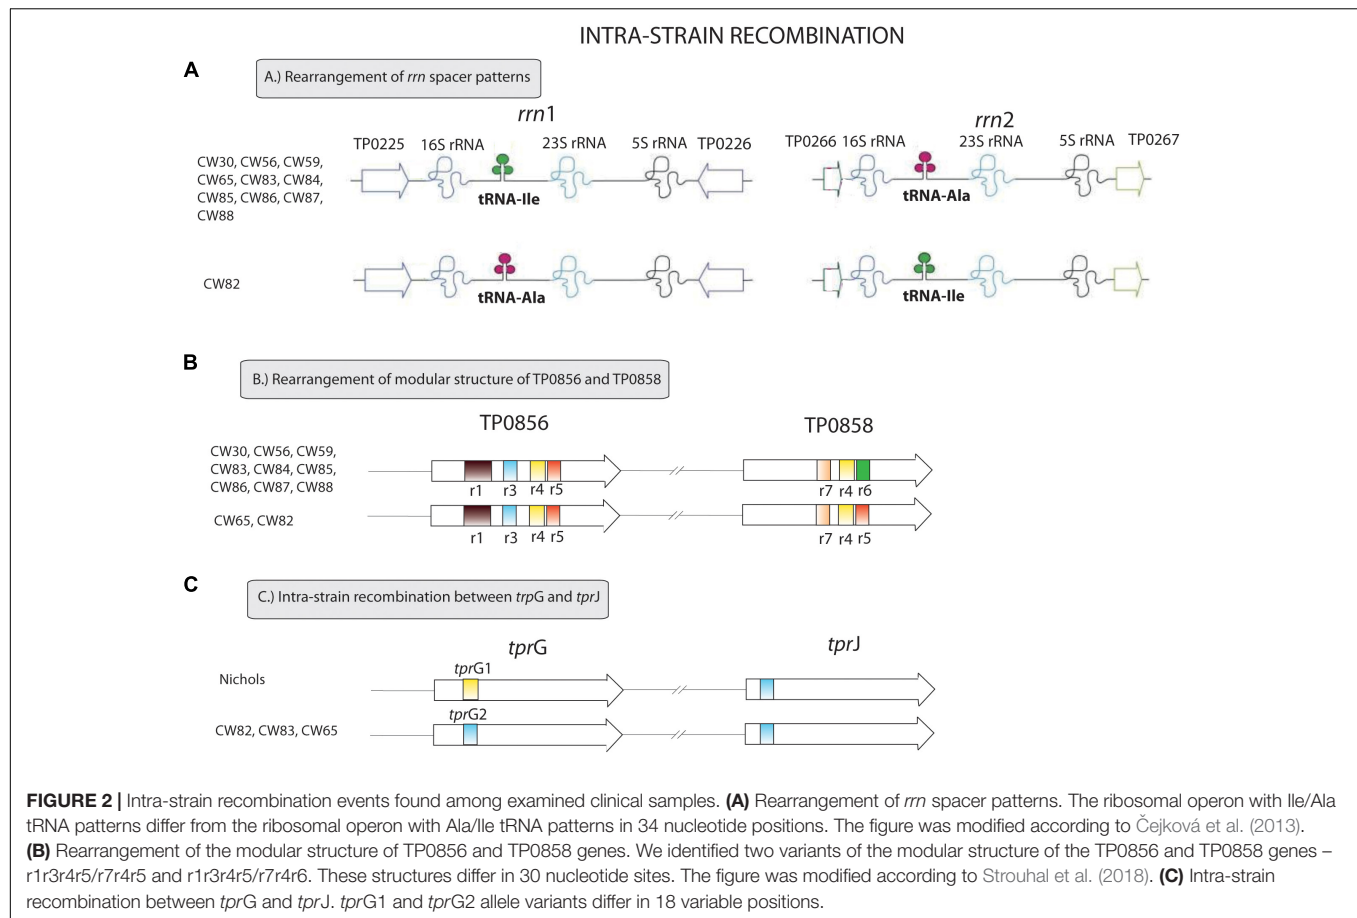 INTRA-STRAIN RECOMBINATION
A
A.) Rearrangement of rrn spacer patterns
rrn1
rrn2
TP0225 16S rRNA 23S rRNA 5S rRNA TP0226
TP0266 16S rRNA 23S rRNA 5S rRNA TP0267
CW30, CW56, CW59,
CW65, CW83, CW84,
CW85, CW86, CW87,
CW88
tRNA-Ile
tRNA-Ala
CW82
tRNA-Ala
tRNA-Ile
B
B.) Rearrangement of modular structure of TP0856 and TP0858
TP0856
TP0858
CW30, CW56, CW59,
CW83, CW84, CW85,
CW86, CW87, CW88
r1 r3 r4 r5
r7 r4 r6
CW65, CW82
r1 r3 r4 r5
r7 r4 r5
C
C.) Intra-strain recombination between trpG and tprJ
tprG
tprJ
Nichols
tprG1
CW82, CW83, CW65
tprG2
FIGURE 2 | Intra-strain recombination events found among examined clinical samples. (A) Rearrangement of rrn spacer patterns. The ribosomal operon with Ile/Ala
tRNA patterns differ from the ribosomal operon with Ala/Ile tRNA patterns in 34 nucleotide positions. The figure was modified according to Čejková et al. (2013).
(B) Rearrangement of the modular structure of TP0856 and TP0858 genes. We identified two variants of the modular structure of the TP0856 and TP0858 genes –
r1r3r4r5/r7r4r5 and r1r3r4r5/r7r4r6. These structures differ in 30 nucleotide sites. The figure was modified according to Strouhal et al. (2018). (C) Intra-strain
recombination between tprG and tprJ. tprG1 and tprG2 allele variants differ in 18 variable positions.